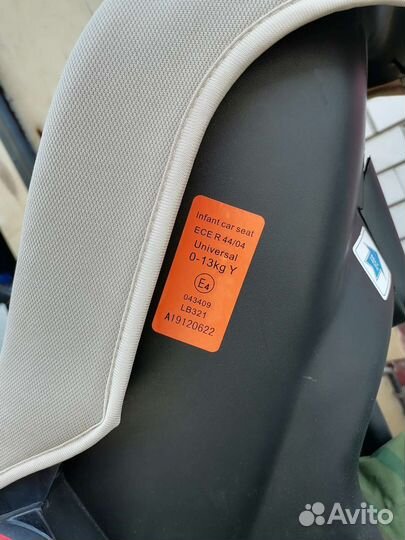 Infant car seat
ECE R 44/04
Universal
0-13kg Y
E4
043409
LB321
A19120622
Avito